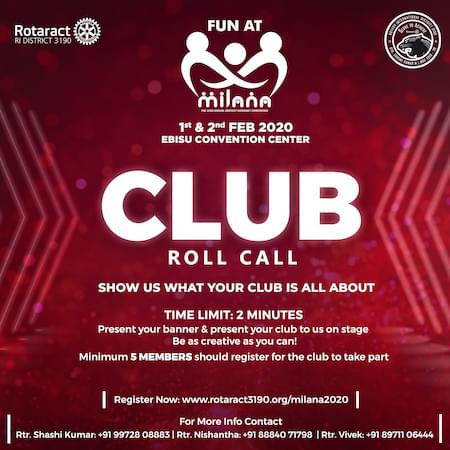 Rotaract
RI DISTRICT 3190
FUN AT
milana
1st & 2nd FEB 2020
EBISU CONVENTION CENTER
CLUB
ROLL CALL
SHOW US WHAT YOUR CLUB IS ALL ABOUT
TIME LIMIT: 2 MINUTES
Present your banner & present your club to us on stage
Be as creative as you can!
Minimum 5 MEMBERS should register for the club to take part
Register Now: www.rotaract3190.org/milana2020
For More Info Contact
Rtr. Shashi Kumar: +91 99728 08883 | Rtr. Nishantha: +91 88840 71798 | Rtr. Vivek: +91 89711 06444